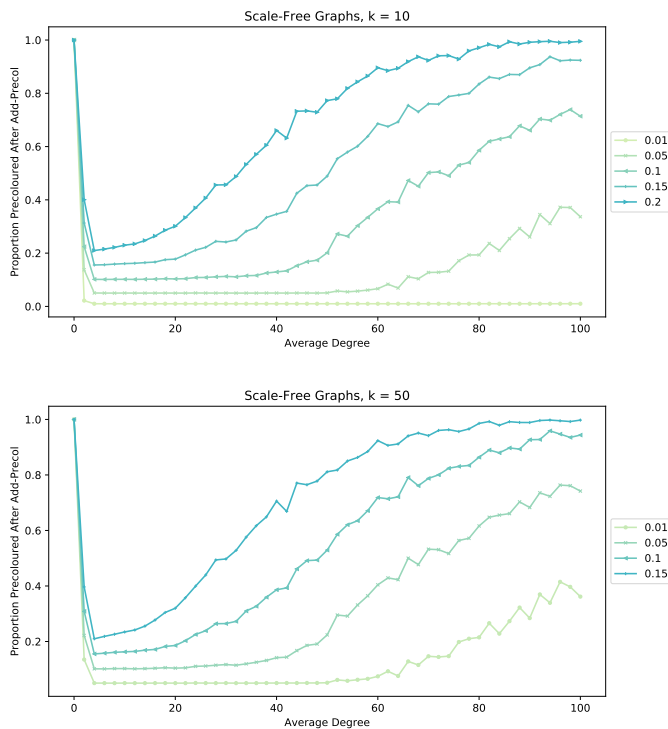 Scale-Free Graphs, k = 10
Proportion Precoloured After Add-Precol
1.0
0.8
0.6
0.4
0.2
0.0
0 20 40 60 80 100
Average Degree
0.01
0.05
0.1
0.15
0.2
Scale-Free Graphs, k = 50
Proportion Precoloured After Add-Precol
1.0
0.8
0.6
0.4
0.2
0 20 40 60 80 100
Average Degree
0.01
0.05
0.1
0.15